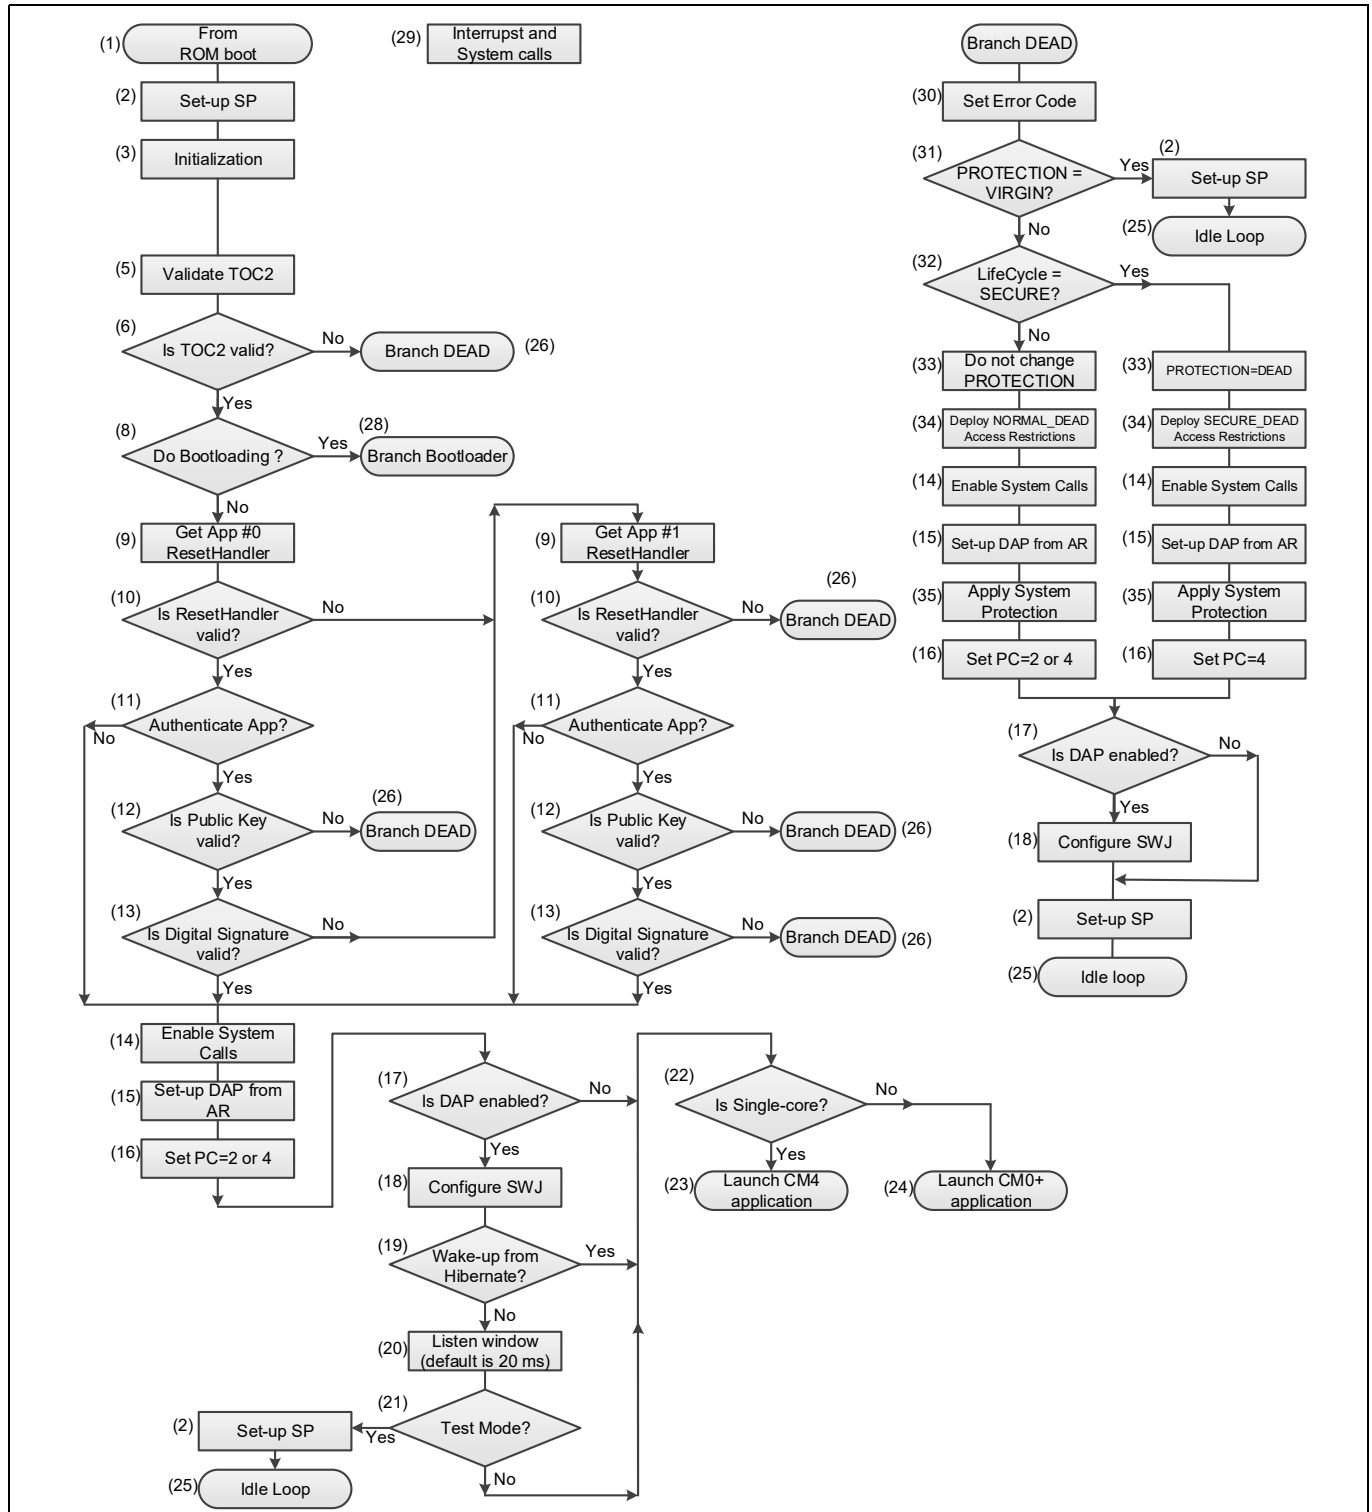 (1)
From
ROM boot
(2)
Set-up SP
(3)
Initialization
(5)
Validate TOC2
(6)
Is TOC2 valid?
No
Branch DEAD
(26)
Yes
(8)
Do Bootloading ?
Yes
(28)
Branch Bootloader
No
(9)
Get App #0
ResetHandler
(10)
Is ResetHandler
valid?
No
Yes
(11)
Authenticate App?
No
Yes
(12)
Is Public Key
valid?
No
(26)
Branch DEAD
Yes
(13)
Is Digital Signature
valid?
No
Yes
(29)
Interrupst and
System calls
(9)
Get App #1
ResetHandler
(10)
Is ResetHandler
valid?
No
(26)
Branch DEAD
Yes
(11)
Authenticate App?
No
Yes
(12)
Is Public Key
valid?
No
Branch DEAD
(26)
Yes
(13)
Is Digital Signature
valid?
No
Branch DEAD
(26)
Yes
(14)
Enable System
Calls
(15)
Set-up DAP from
AR
(16)
Set PC=2 or 4
(17)
Is DAP enabled?
No
Yes
(18)
Configure SWJ
(19)
Wake-up from
Hibernate?
Yes
No
(20)
Listen window
(default is 20 ms)
(21)
Test Mode?
Yes
No
(2)
Set-up SP
(25)
Idle Loop
(22)
Is Single-core?
No
Yes
(23)
Launch CM4
application
(24)
Launch CM0+
application
Branch DEAD
(30)
Set Error Code
(31)
PROTECTION =
VIRGIN?
Yes
(2)
Set-up SP
(25)
Idle Loop
No
(32)
LifeCycle =
SECURE?
Yes
No
(33)
Do not change
PROTECTION
(34)
Deploy NORMAL_DEAD
Access Restrictions
(14)
Enable System Calls
(15)
Set-up DAP from AR
(35)
Apply System
Protection
(16)
Set PC=2 or 4
(33)
PROTECTION=DEAD
(34)
Deploy SECURE_DEAD
Access Restrictions
(14)
Enable System Calls
(15)
Set-up DAP from AR
(35)
Apply System
Protection
(16)
Set PC=4
(17)
Is DAP enabled?
No
Yes
(18)
Configure SWJ
(2)
Set-up SP
(25)
Idle loop